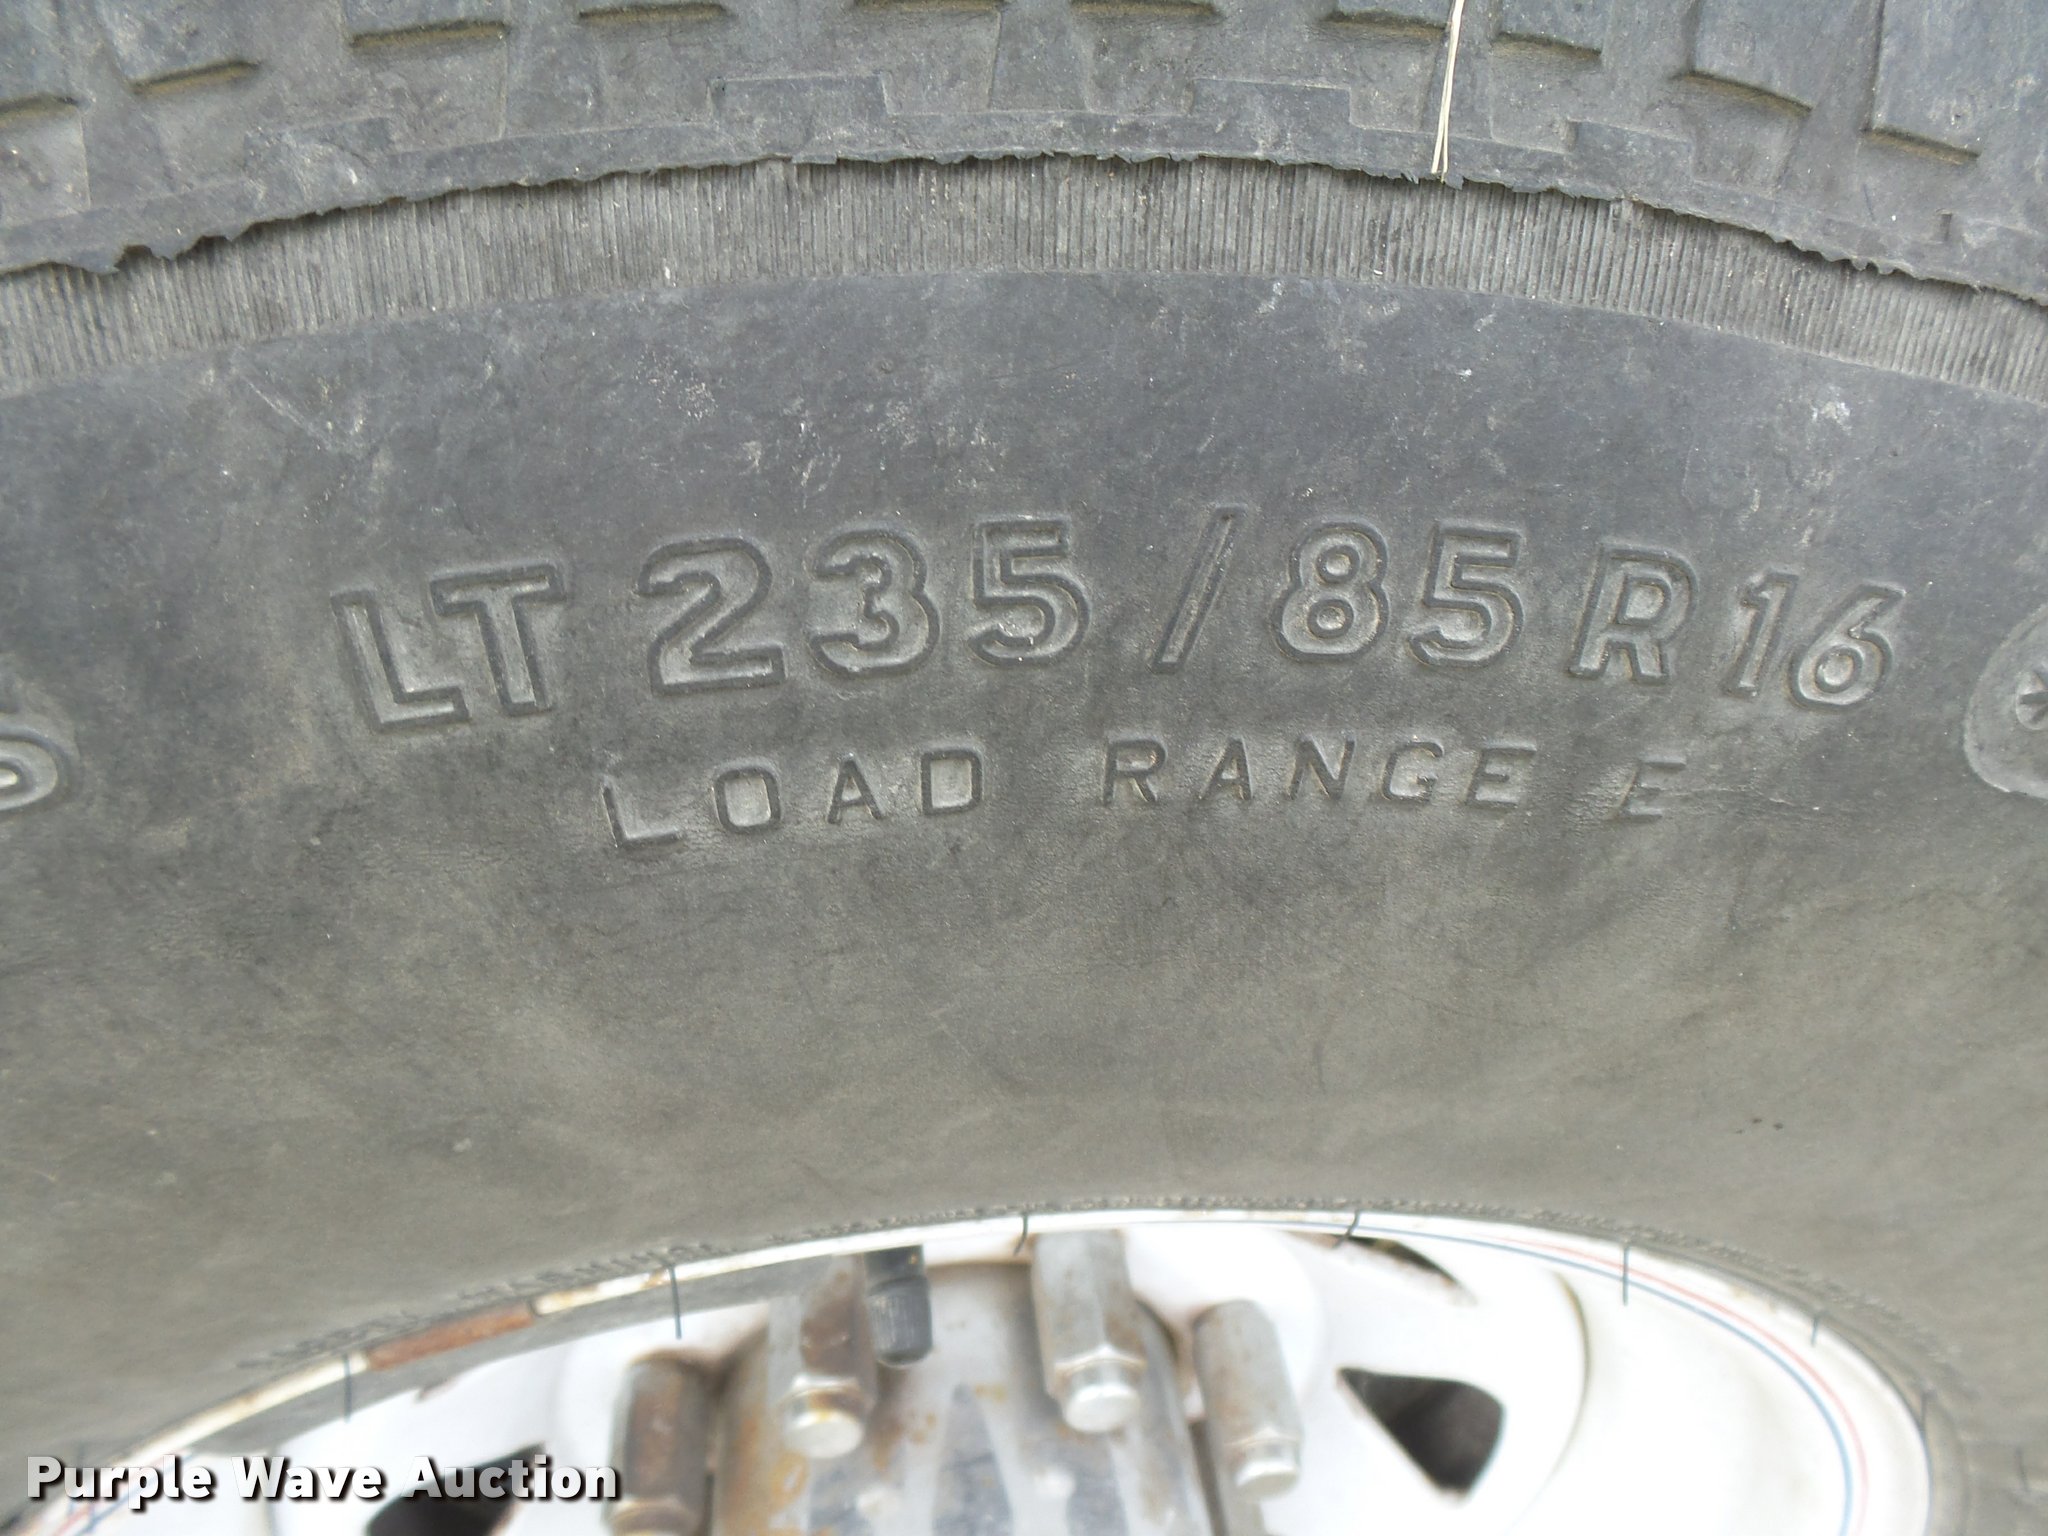 LT 235/85 R16
LOAD RANGE E
Purple Wave Auction